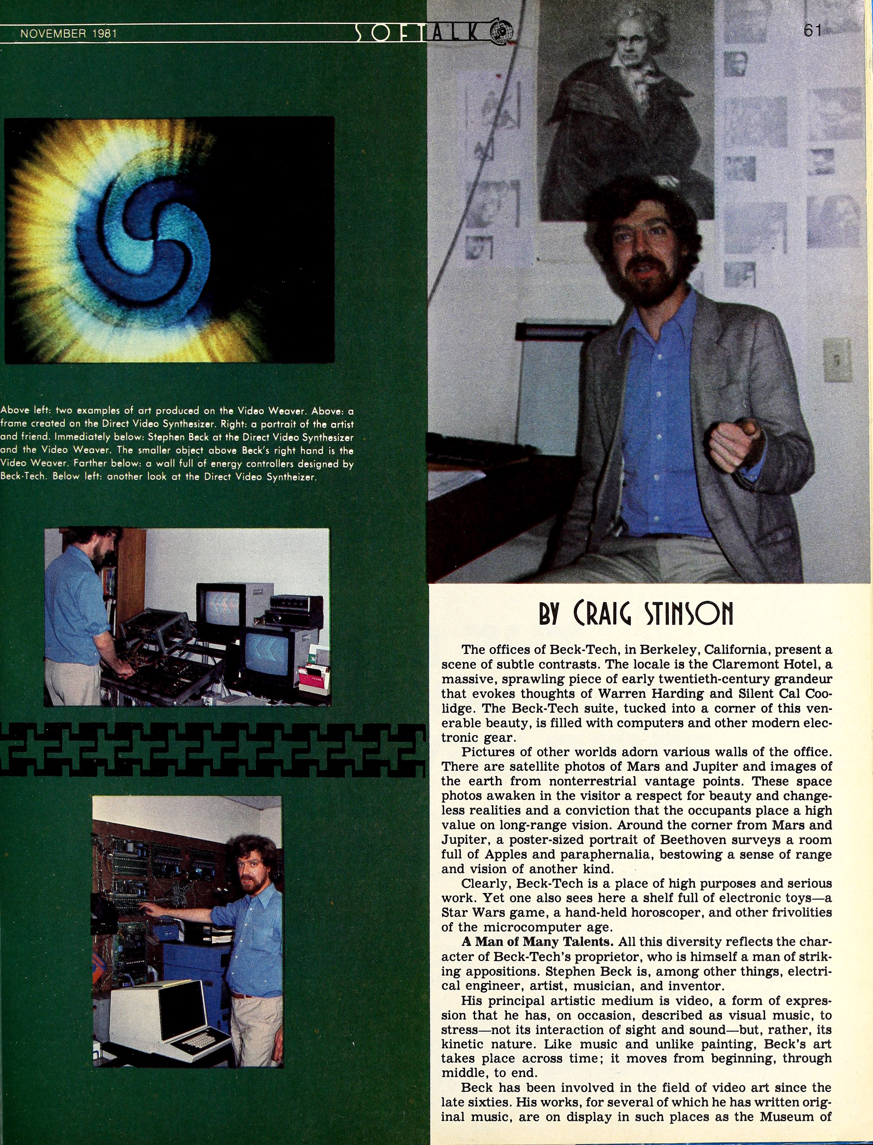 NOVEMBER 1981
SOFTALK
61
Above left: two examples of art produced on the Video Weaver. Above: a
frame created on the Direct Video Synthesizer. Right: a portrait of the artist
and friend. Immediately below: Stephen Beck at the Direct Video Synthesizer
and the Video Weaver. The smaller object above Beck's right hand is the
Video Weaver. Farther below: a wall full of energy controllers designed by
Beck-Tech. Below left: another look at the Direct Video Syntheizer.
BY CRAIG STINSON
The offices of Beck-Tech, in Berkeley, California, present a
scene of subtle contrasts. The locale is the Claremont Hotel, a
massive, sprawling piece of early twentieth-century grandeur
that evokes thoughts of Warren Harding and Silent Cal Coo-
lidge. The Beck-Tech suite, tucked into a corner of this ven-
erable beauty, is filled with computers and other modern elec-
tronic gear.
Pictures of other worlds adorn various walls of the office.
There are satellite photos of Mars and Jupiter and images of
the earth from nonterrestrial vantage points. These space
photos awaken in the visitor a respect for beauty and change-
less realities and a conviction that the occupants place a high
value on long-range vision. Around the corner from Mars and
Jupiter, a poster-sized portrait of Beethoven surveys a room
full of Apples and paraphernalia, bestowing a sense of range
and vision of another kind.
Clearly, Beck-Tech is a place of high purposes and serious
work. Yet one also sees here a shelf full of electronic toys—a
Star Wars game, a hand-held horoscoper, and other frivolities
of the microcomputer age.
A Man of Many Talents. All this diversity reflects the char-
acter of Beck-Tech's proprietor, who is himself a man of strik-
ing appositions. Stephen Beck is, among other things, electri-
cal engineer, artist, musician, and inventor.
His principal artistic medium is video, a form of expres-
sion that he has, on occasion, described as visual music, to
stress—not its interaction of sight and sound—but, rather, its
kinetic nature. Like music and unlike painting, Beck's art
takes place across time; it moves from beginning, through
middle, to end.
Beck has been involved in the field of video art since the
late sixties. His works, for several of which he has written orig-
inal music, are on display in such places as the Museum of